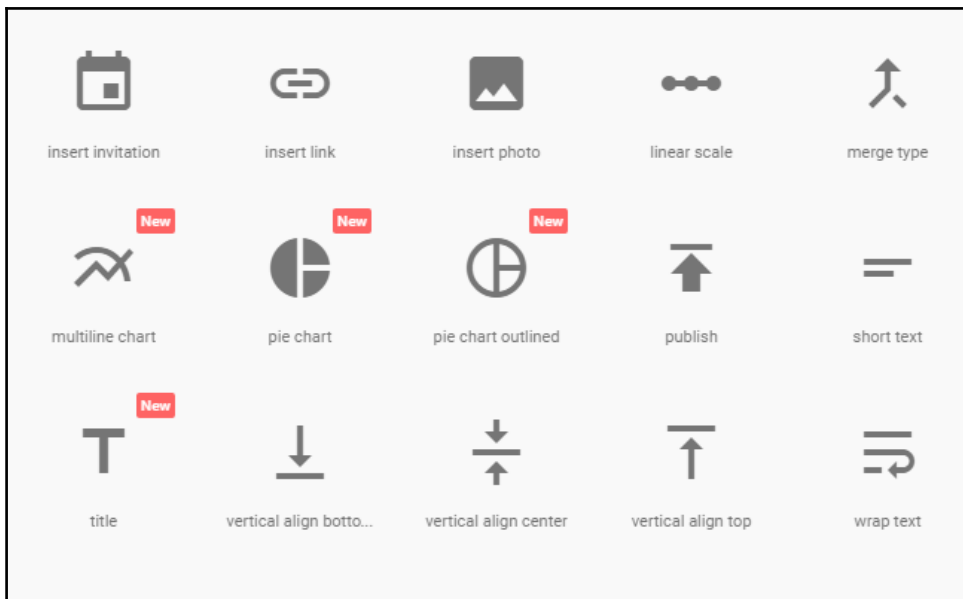 insert invitation
insert link
insert photo
linear scale
merge type
New
New
New
multiline chart
pie chart
pie chart outlined
publish
short text
New
T
title
vertical align botto...
vertical align center
vertical align top
wrap text